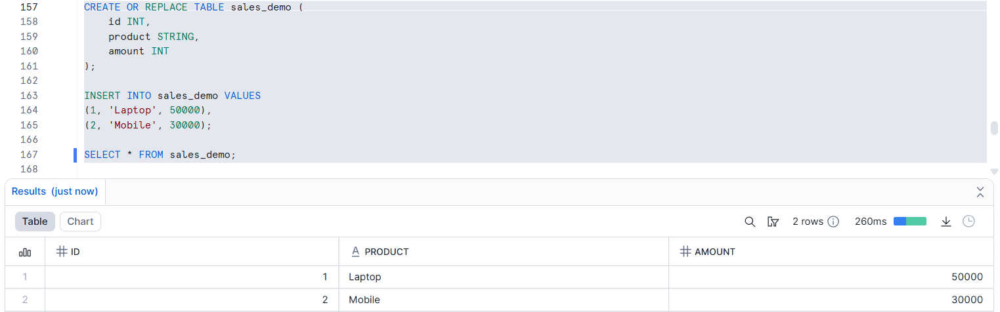 157 CREATE OR REPLACE TABLE sales_demo (
158     id INT,
159     product STRING,
160     amount INT
161 );
162
163 INSERT INTO sales_demo VALUES
164 (1, 'Laptop', 50000),
165 (2, 'Mobile', 30000);
166
167 SELECT * FROM sales_demo;
168
Results (just now)
Table Chart 2 rows 260ms
ID PRODUCT AMOUNT
1 1 Laptop 50000
2 2 Mobile 30000